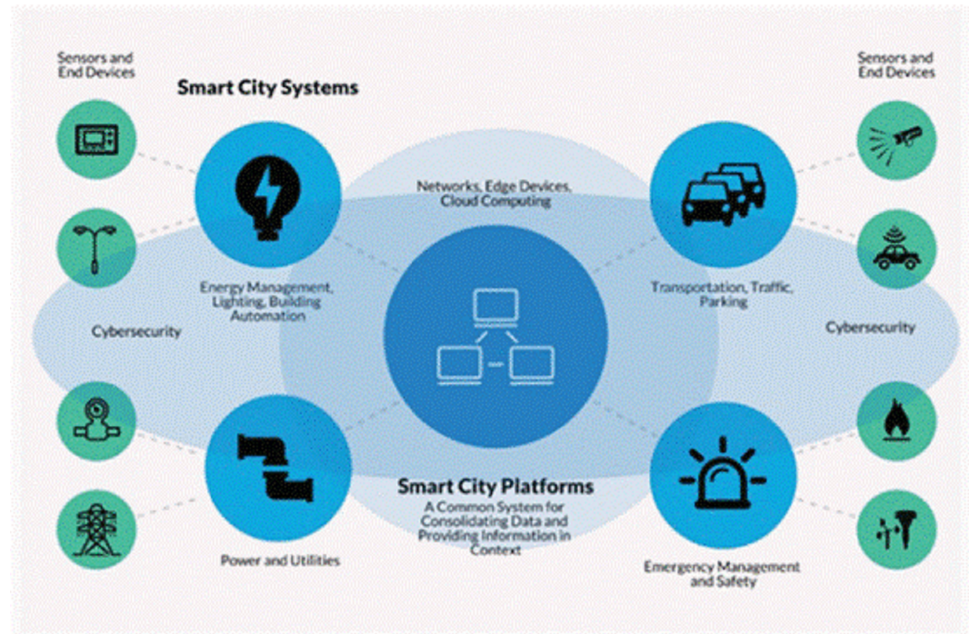 Sensors and
End Devices
Smart City Systems
Sensors and
End Devices
Networks, Edge Devices,
Cloud Computing
Energy Management,
Lighting, Building
Automation
Transportation, Traffic,
Parking
Cybersecurity
Cybersecurity
Smart City Platforms
A Common System for
Consolidating Data and
Providing Information in
Context
Power and Utilities
Emergency Management
and Safety